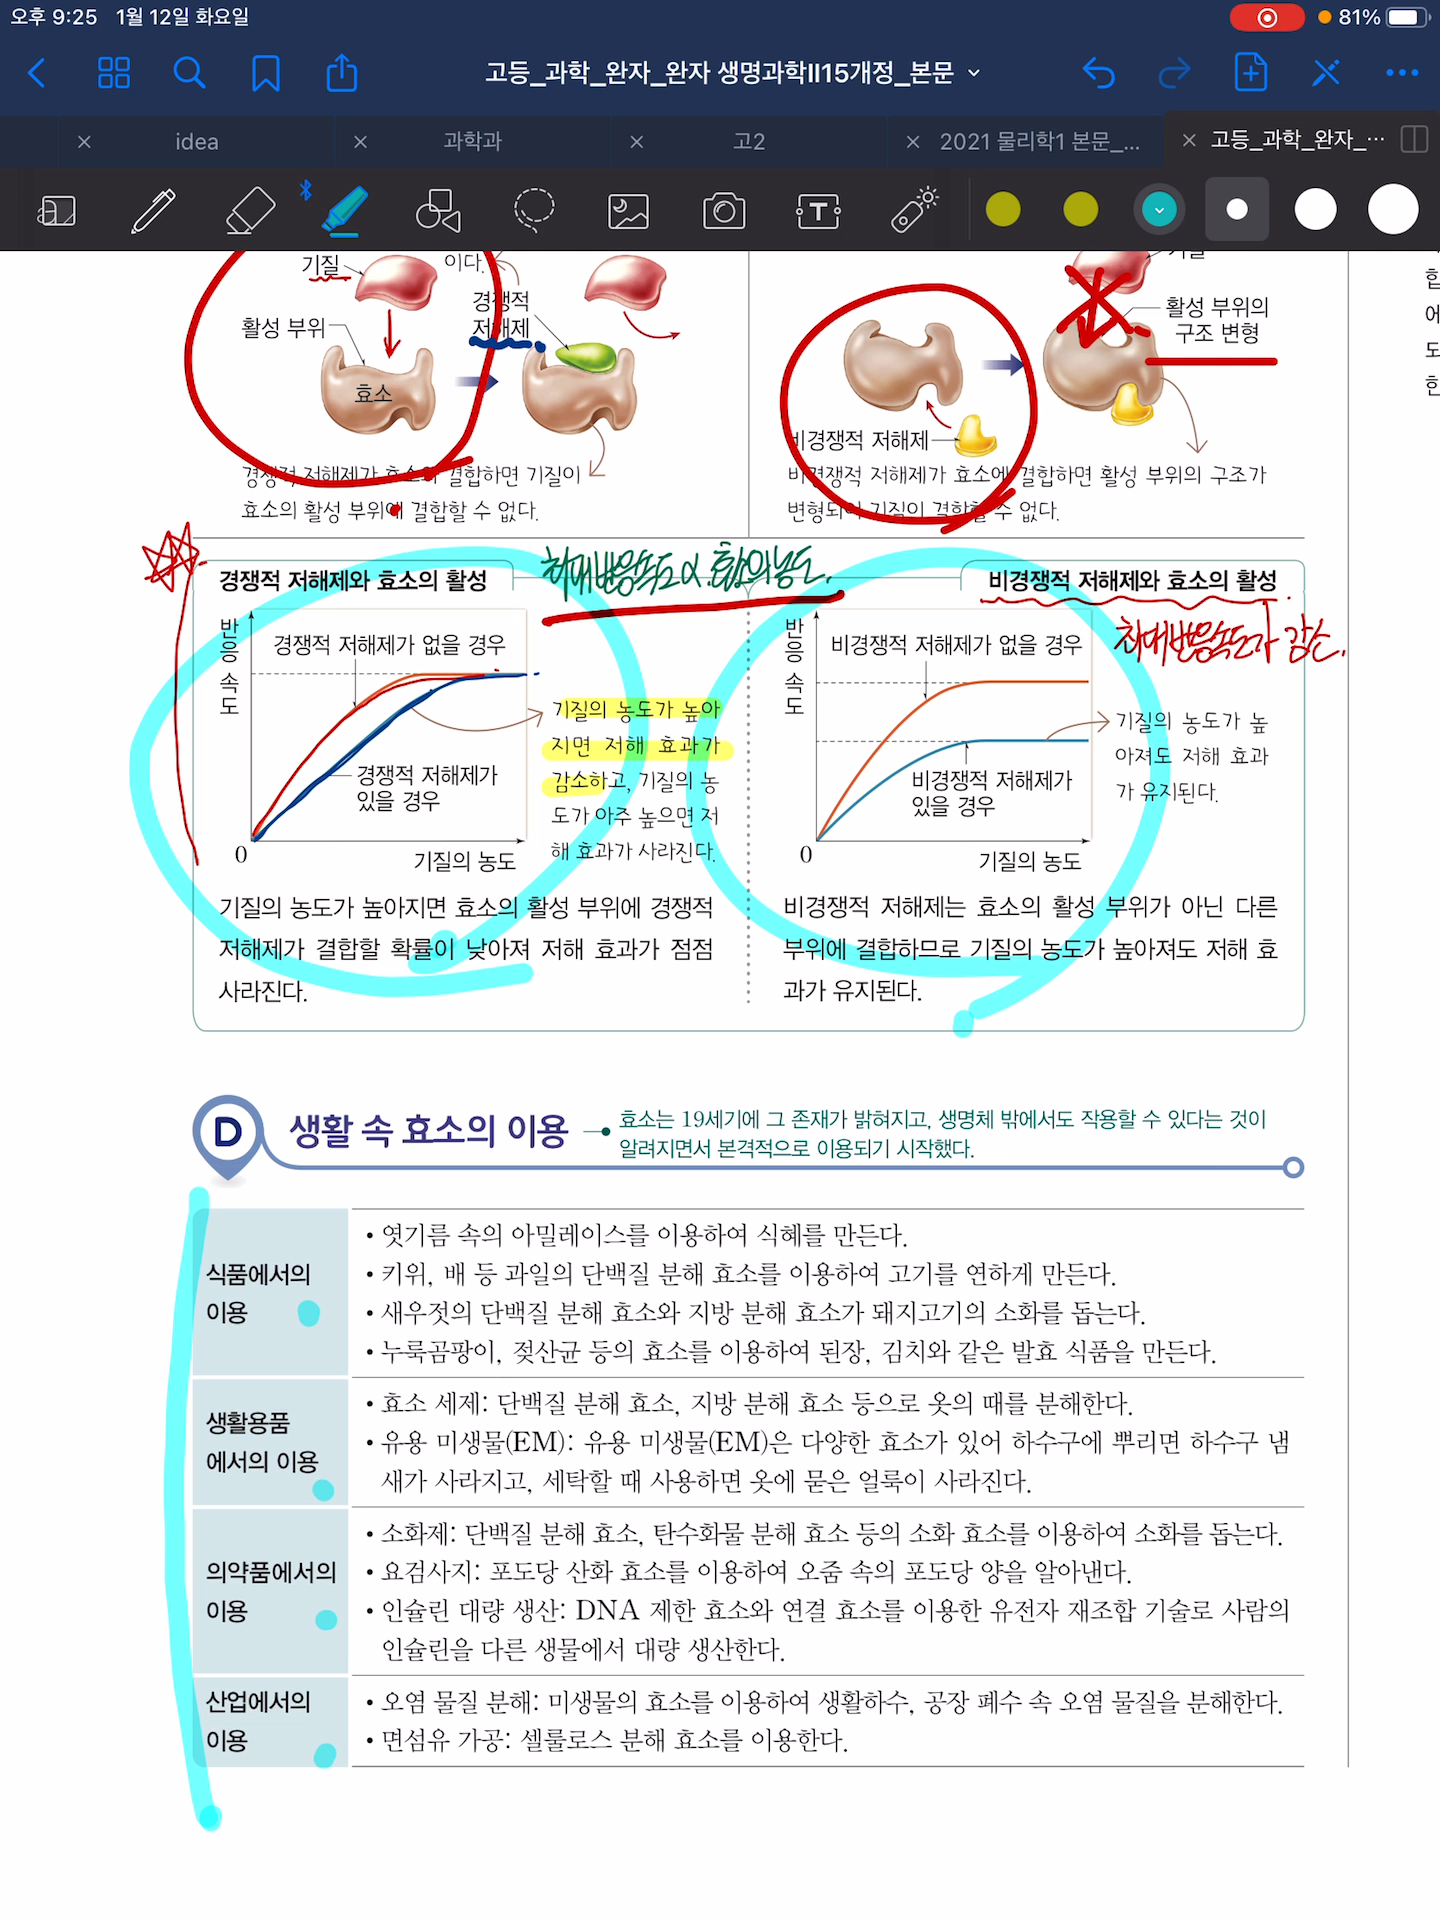 오후 9:25 1월 12일 화요일
81%
고등_과학_완자_완자 생명과학II15개정_본문
idea
과학과
고2
2021 물리학1 본문_...
고등_과학_완자_...
T
기질
이다.
경쟁적
저해제
활성 부위
효소
경쟁적 저해제가 효소와 결합하면 기질이
효소의 활성 부위에 결합할 수 없다.
활성 부위의
구조 변형
비경쟁적 저해제
비경쟁적 저해제가 효소에 결합하면 활성 부위의 구조가
변형되어 기질이 결합할 수 없다.
합
에
되
한
경쟁적 저해제와 효소의 활성
최대반응속도 ∝ 효소의 농도.
반응 속도
경쟁적 저해제가 없을 경우
경쟁적 저해제가
있을 경우
0
기질의 농도
기질의 농도가 높아
지면 저해 효과가
감소하고, 기질의 농
도가 아주 높으면 저
해 효과가 사라진다.
기질의 농도가 높아지면 효소의 활성 부위에 경쟁적
저해제가 결합할 확률이 낮아져 저해 효과가 점점
사라진다.
비경쟁적 저해제와 효소의 활성
최대반응속도가 감소.
반응 속도
비경쟁적 저해제가 없을 경우
비경쟁적 저해제가
있을 경우
0
기질의 농도
기질의 농도가 높
아져도 저해 효과
가 유지된다.
비경쟁적 저해제는 효소의 활성 부위가 아닌 다른
부위에 결합하므로 기질의 농도가 높아져도 저해 효
과가 유지된다.
D 생활 속 효소의 이용
효소는 19세기에 그 존재가 밝혀지고, 생명체 밖에서도 작용할 수 있다는 것이
알려지면서 본격적으로 이용되기 시작했다.
식품에서의
이용
• 엿기름 속의 아밀레이스를 이용하여 식혜를 만든다.
• 키위, 배 등 과일의 단백질 분해 효소를 이용하여 고기를 연하게 만든다.
• 새우젓의 단백질 분해 효소와 지방 분해 효소가 돼지고기의 소화를 돕는다.
• 누룩곰팡이, 젖산균 등의 효소를 이용하여 된장, 김치와 같은 발효 식품을 만든다.
생활용품
에서의 이용
• 효소 세제: 단백질 분해 효소, 지방 분해 효소 등으로 옷의 때를 분해한다.
• 유용 미생물(EM): 유용 미생물(EM)은 다양한 효소가 있어 하수구에 뿌리면 하수구 냄
새가 사라지고, 세탁할 때 사용하면 옷에 묻은 얼룩이 사라진다.
의약품에서의
이용
• 소화제: 단백질 분해 효소, 탄수화물 분해 효소 등의 소화 효소를 이용하여 소화를 돕는다.
• 요검사지: 포도당 산화 효소를 이용하여 오줌 속의 포도당 양을 알아낸다.
• 인슐린 대량 생산: DNA 제한 효소와 연결 효소를 이용한 유전자 재조합 기술로 사람의
인슐린을 다른 생물에서 대량 생산한다.
산업에서의
이용
• 오염 물질 분해: 미생물의 효소를 이용하여 생활하수, 공장 폐수 속 오염 물질을 분해한다.
• 면섬유 가공: 셀룰로스 분해 효소를 이용한다.